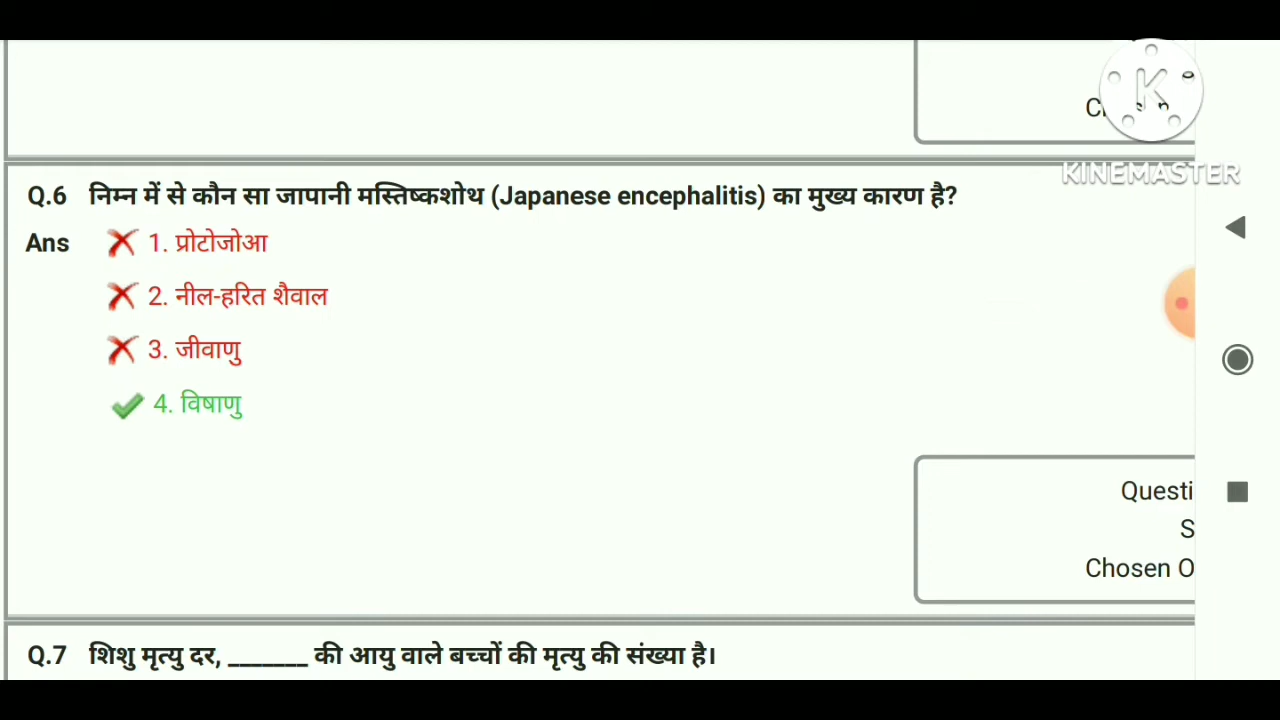 KINEMASTER
Q.6 निम्न में से कौन सा जापानी मस्तिष्कशोथ (Japanese encephalitis) का मुख्य कारण है?
Ans 1. प्रोटोजोआ
2. नील-हरित शैवाल
3. जीवाणु
4. विषाणु
Questi
S
Chosen O
Q.7 शिशु मृत्यु दर, _______ की आयु वाले बच्चों की मृत्यु की संख्या है।